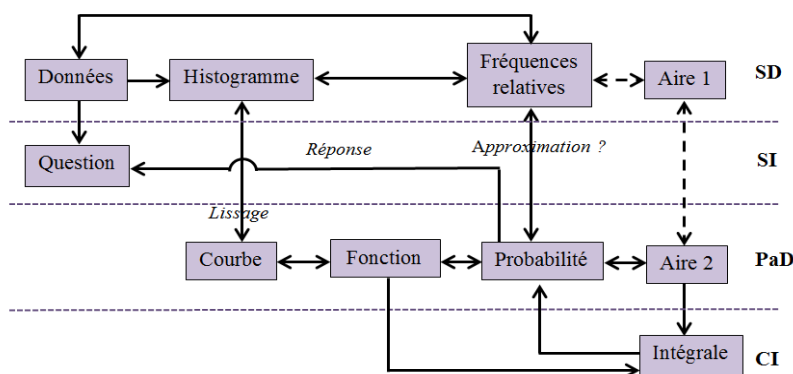 Données
Histogramme
Fréquences
relatives
Aire 1
SD
Question
Réponse
Approximation ?
SI
Lissage
Courbe
Fonction
Probabilité
Aire 2
PaD
Intégrale
CI